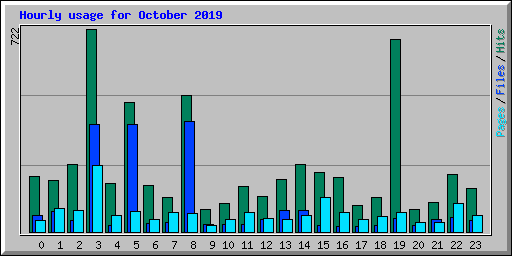 Hourly usage for October 2019
722
Pages/Files/Hits
0 1 2 3 4 5 6 7 8 9 10 11 12 13 14 15 16 17 18 19 20 21 22 23